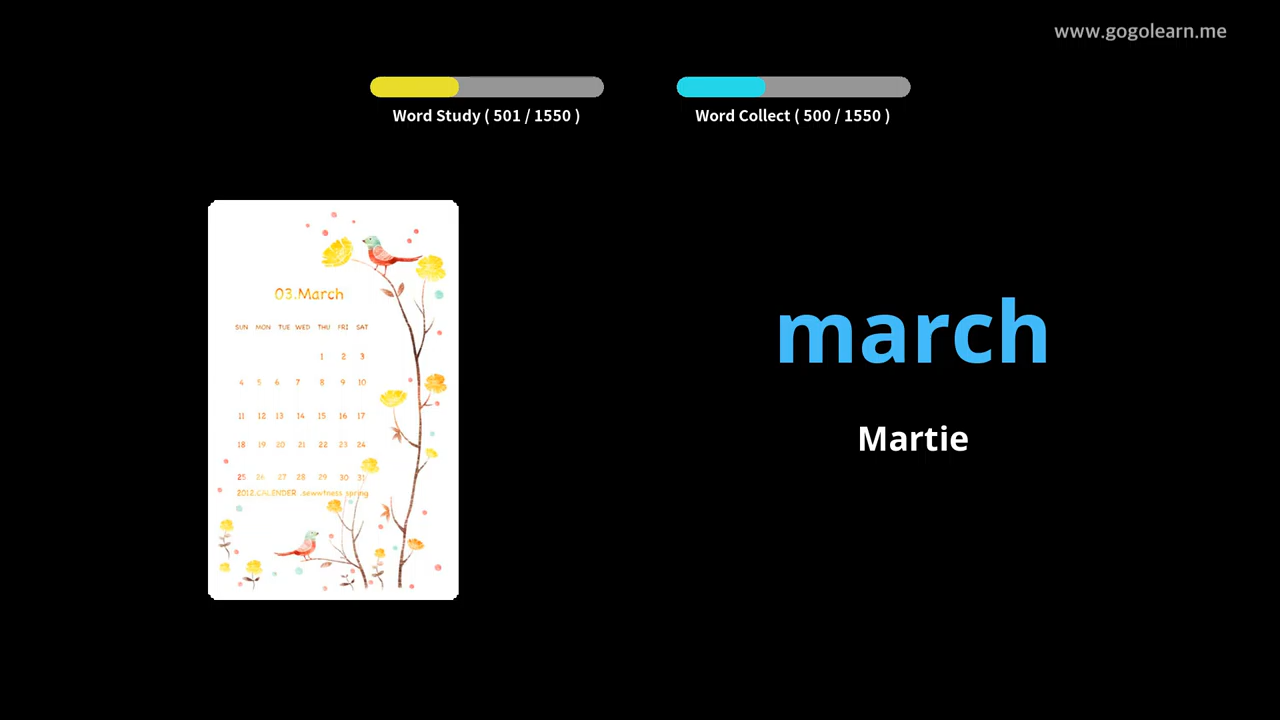 www.gogolearn.me
Word Study ( 501 / 1550 )
Word Collect ( 500 / 1550 )
03.March
SUN MON TUE WED THU FRI SAT
1 2 3
4 5 6 7 8 9 10
11 12 13 14 15 16 17
18 19 20 21 22 23 24
25 26 27 28 29 30 31
2012.CALENDER .sewwtness spring
march
Martie